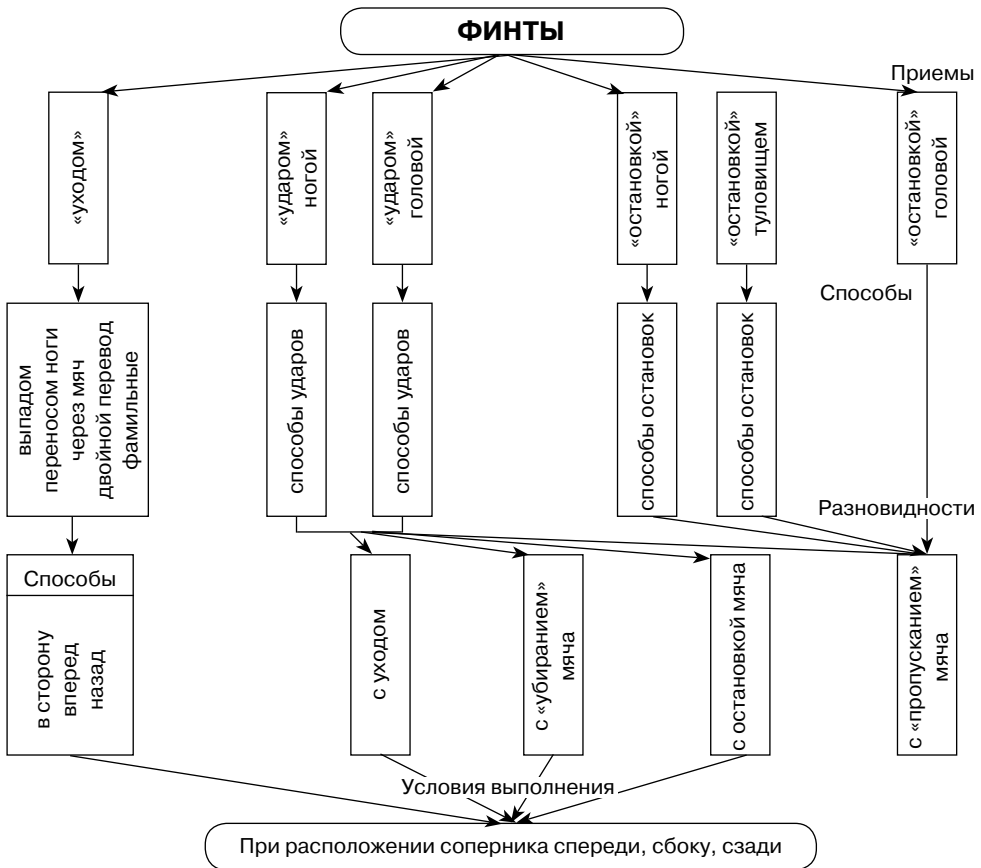 ФИНТЫ
Приемы
«уходом»
«ударом»
ногой
«ударом»
головой
«остановкой»
ногой
«остановкой»
туловищем
«остановкой»
головой
Способы
выпадом
переносом ноги
через мяч
двойной перевод
фамильные
способы ударов
способы ударов
способы остановок
способы остановок
Разновидности
Способы
в сторону
вперед
назад
с уходом
с «убиранием»
мяча
с остановкой мяча
с «пропусканием»
мяча
Условия выполнения
При расположении соперника спереди, сбоку, сзади